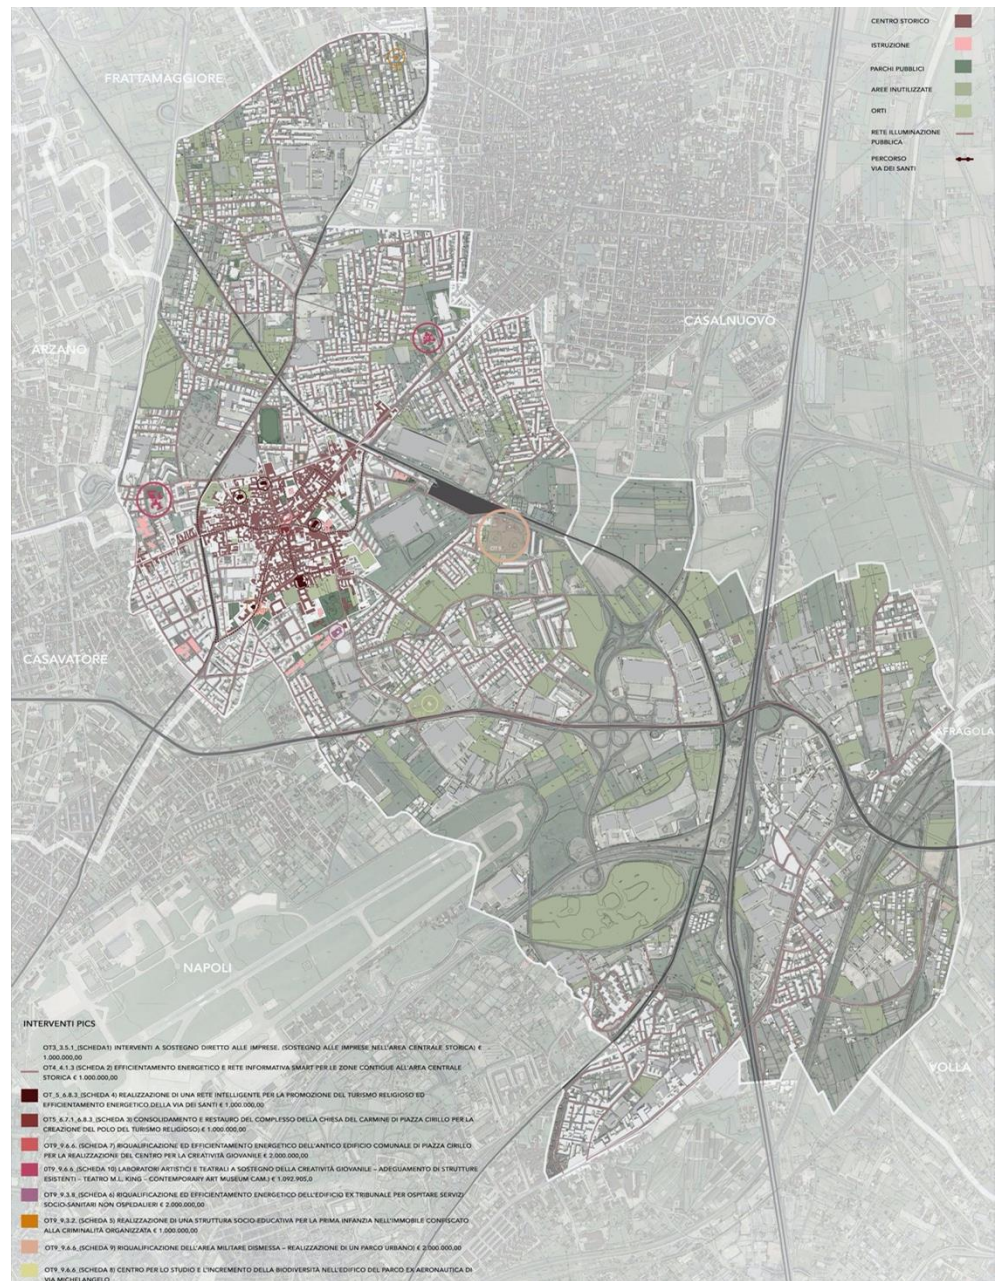 CENTRO STORICO
ISTRUZIONE
PARCHI PUBBLICI
AREE INUTILIZZATE
ORTI
RETE ILLUMINAZIONE
PUBBLICA
PERCORSO
VIA DEI SANTI
FRATTAMAGGIORE
CASALNUOVO
ARZANO
CASAVATORE
AFRAGOLA
NAPOLI
VOLLA
INTERVENTI PICS
OT3_3.5.1_(SCHEDA1) INTERVENTI A SOSTEGNO DIRETTO ALLE IMPRESE. (SOSTEGNO ALLE IMPRESE NELL'AREA CENTRALE STORICA) €
1.000.000,00
OT4_4.1.3 (SCHEDA 2) EFFICIENTAMENTO ENERGETICO E RETE INFORMATIVA SMART PER LE ZONE CONTIGUE ALL'AREA CENTRALE
STORICA € 1.000.000,00
OT_5_6.8.3_(SCHEDA 4) REALIZZAZIONE DI UNA RETE INTELLIGENTE PER LA PROMOZIONE DEL TURISMO RELIGIOSO ED
EFFICIENTAMENTO ENERGETICO DELLA VIA DEI SANTI € 1.000.000,00
OT5_6.7.1_6.8.3_(SCHEDA 3) CONSOLIDAMENTO E RESTAURO DEL COMPLESSO DELLA CHIESA DEL CARMINE DI PIAZZA CIRILLO PER LA
CREAZIONE DEL POLO DEL TURISMO RELIGIOSO) € 1.000.000,00
OT9_9.6.6. (SCHEDA 7) RIQUALIFICAZIONE ED EFFICIENTAMENTO ENERGETICO DELL'ANTICO EDIFICIO COMUNALE DI PIAZZA CIRILLO
PER LA REALIZZAZIONE DEL CENTRO PER LA CREATIVITÀ GIOVANILE € 2.000.000,00
OT9_9.6.6_(SCHEDA 10) LABORATORI ARTISTICI E TEATRALI A SOSTEGNO DELLA CREATIVITÀ GIOVANILE – ADEGUAMENTO DI STRUTTURE
ESISTENTI – TEATRO M.L. KING – CONTEMPORARY ART MUSEUM CAM.) € 1.092.905,0
OT9_9.3.8_(SCHEDA 6) RIQUALIFICAZIONE ED EFFICIENTAMENTO ENERGETICO DELL'EDIFICIO EX TRIBUNALE PER OSPITARE SERVIZI
SOCIO-SANITARI NON OSPEDALIERI € 2.000.000,00
OT9_9.3.2. (SCHEDA 5) REALIZZAZIONE DI UNA STRUTTURA SOCIO-EDUCATIVA PER LA PRIMA INFANZIA NELL'IMMOBILE CONFISCATO
ALLA CRIMINALITÀ ORGANIZZATA € 1.000.000,00
OT9_9.6.6_(SCHEDA 9) RIQUALIFICAZIONE DELL'AREA MILITARE DISMESSA – REALIZZAZIONE DI UN PARCO URBANO) € 2.000.000,00
OT9_9.6.6_(SCHEDA 8) CENTRO PER LO STUDIO E L'INCREMENTO DELLA BIODIVERSITÀ NELL'EDIFICO DEL PARCO EX AERONAUTICA DI
VIA MICHELANGELO